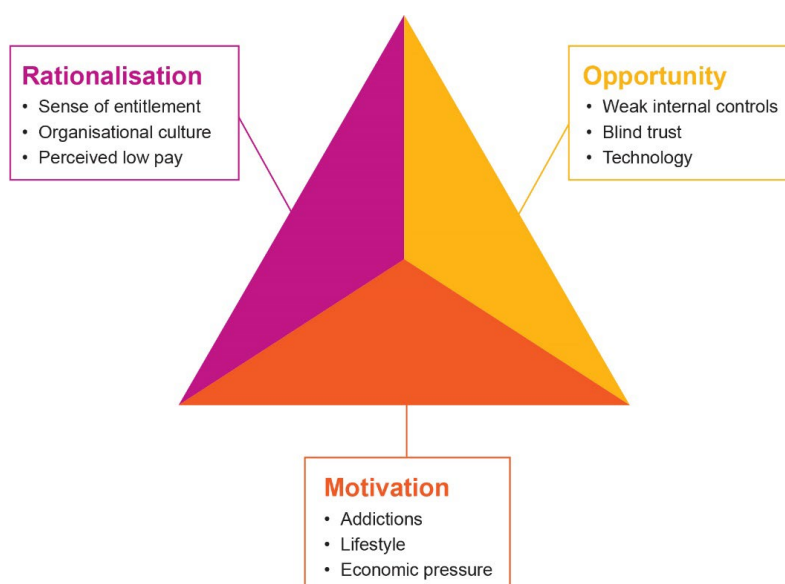 Rationalisation
• Sense of entitlement
• Organisational culture
• Perceived low pay
Opportunity
• Weak internal controls
• Blind trust
• Technology
Motivation
• Addictions
• Lifestyle
• Economic pressure